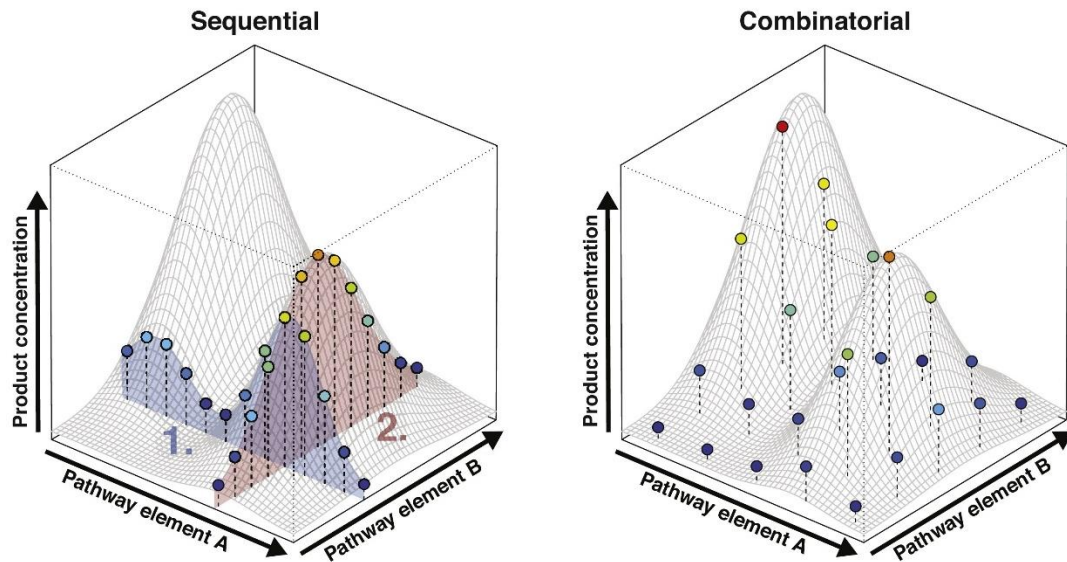 Sequential
Product concentration
1.
2.
Pathway element A
Pathway element B
Combinatorial
Product concentration
Pathway element A
Pathway element B